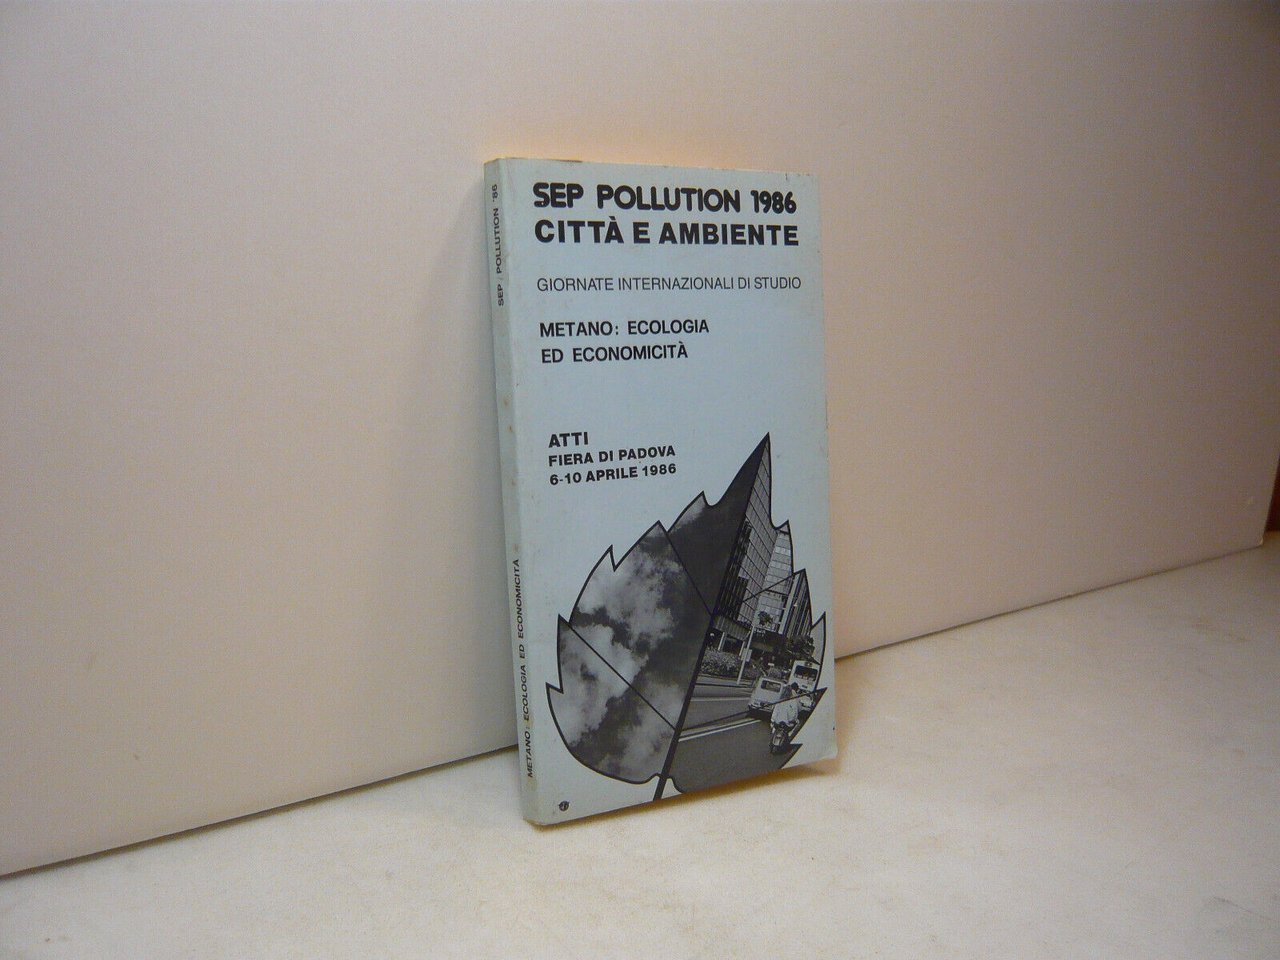 SEP POLLUTION 1986
CITTÀ E AMBIENTE
GIORNATE INTERNAZIONALI DI STUDIO
METANO: ECOLOGIA
ED ECONOMICITÀ
ATTI
FIERA DI PADOVA
6-10 APRILE 1986
SEP / POLLUTION '86
METANO: ECOLOGIA ED ECONOMICITÀ